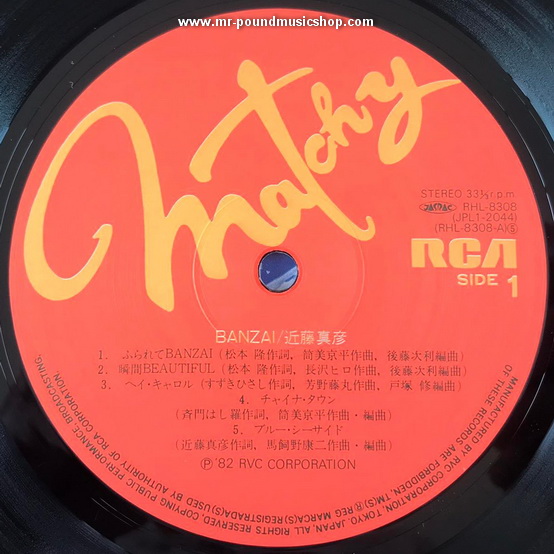 www.mr-poundmusicshop.com
Matchy
STEREO 33⅓r.p.m
JASRAC RHL-8308
(JPL1-2044)
(RHL-8308-A)Ⓢ
RCA
SIDE 1
BANZAI/近藤真彦
1. ふられてBANZAI (松本 隆作詞, 筒美京平作曲, 後藤次利編曲)
2. 瞬間BEAUTIFUL (松本 隆作詞, 長沢ヒロ作曲, 後藤次利編曲)
3. ヘイ・キャロル (すずきひさし作詞, 芳野藤丸作曲, 戸塚 修編曲)
4. チャイナ・タウン
(斉門はし羅作詞, 筒美京平作曲・編曲)
5. ブルー・シーサイド
(近藤真彦作詞, 馬飼野康二作曲・編曲)
Ⓟ '82 RVC CORPORATION
MANUFACTURED BY RVC CORPORATION, TOKYO, JAPAN, ALL RIGHTS RESERVED,
OF THESE RECORDS ARE FORBIDDEN, TM(S)®REG MARCA(S)REGISTRADA(S)USED BY AUTHORITY OF RCA CORPORATION.
COPYING PUBLIC PERFORMANCE, BROADCASTING,